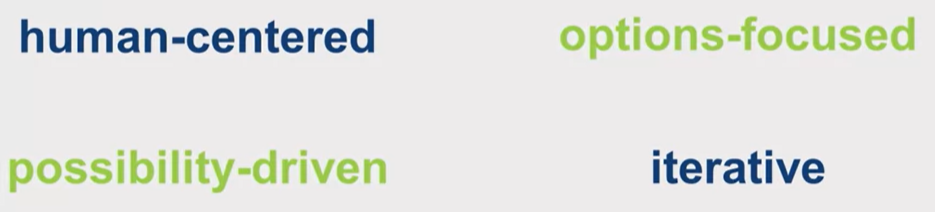 human-centered
options-focused
possibility-driven
iterative